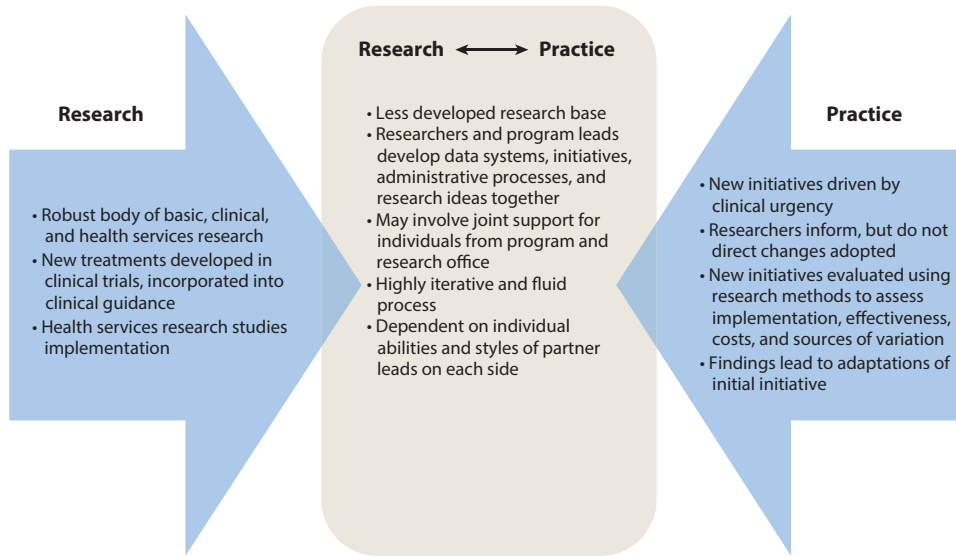 Research
• Robust body of basic, clinical,
and health services research
• New treatments developed in
clinical trials, incorporated into
clinical guidance
• Health services research studies
implementation
Research ⟷ Practice
• Less developed research base
• Researchers and program leads
develop data systems, initiatives,
administrative processes, and
research ideas together
• May involve joint support for
individuals from program and
research office
• Highly iterative and fluid
process
• Dependent on individual
abilities and styles of partner
leads on each side
Practice
• New initiatives driven by
clinical urgency
• Researchers inform, but do not
direct changes adopted
• New initiatives evaluated using
research methods to assess
implementation, effectiveness,
costs, and sources of variation
• Findings lead to adaptations of
initial initiative